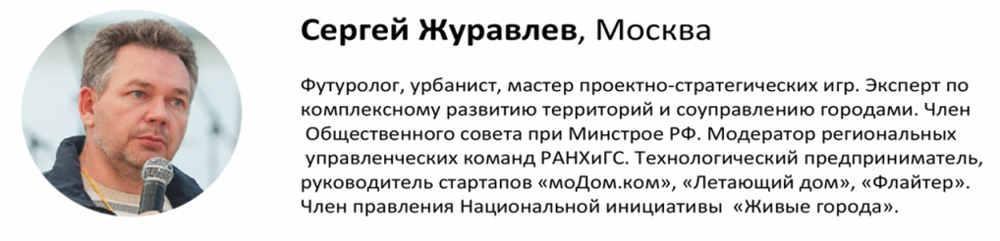 Сергей Журавлев, Москва
Футуролог, урбанист, мастер проектно-стратегических игр. Эксперт по
комплексному развитию территорий и соуправлению городами. Член
Общественного совета при Минстрое РФ. Модератор региональных
управленческих команд РАНХиГС. Технологический предприниматель,
руководитель стартапов «моДом.ком», «Летающий дом», «Флайтер».
Член правления Национальной инициативы «Живые города».